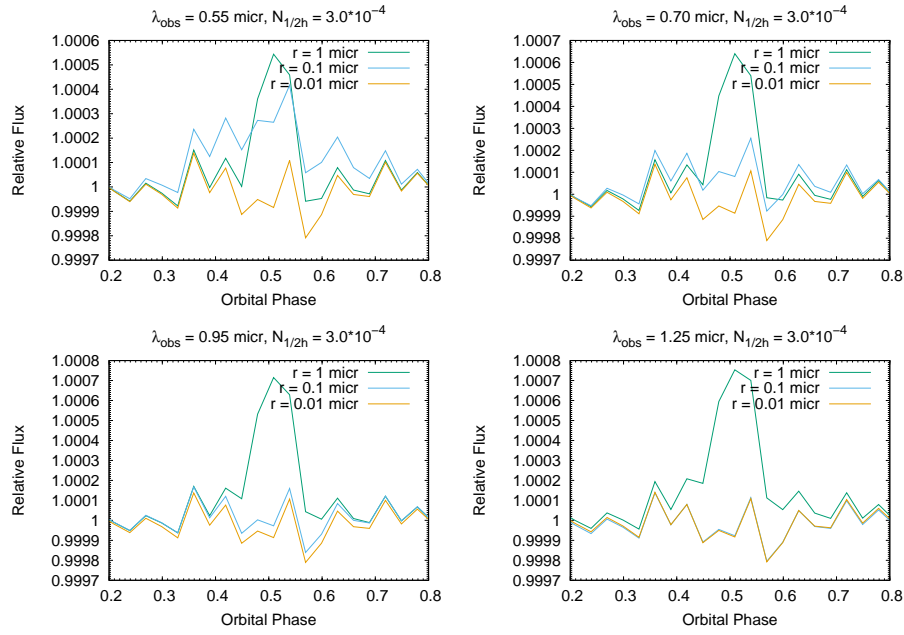 λobs = 0.55 micr, N1/2h = 3.0*10−4
1.0006
1.0005
1.0004
1.0003
1.0002
1.0001
1
0.9999
0.9998
0.9997
Relative Flux
r = 1 micr
r = 0.1 micr
r = 0.01 micr
0.2 0.3 0.4 0.5 0.6 0.7 0.8
Orbital Phase
λobs = 0.70 micr, N1/2h = 3.0*10−4
1.0007
1.0006
1.0005
1.0004
1.0003
1.0002
1.0001
1
0.9999
0.9998
0.9997
Relative Flux
r = 1 micr
r = 0.1 micr
r = 0.01 micr
0.2 0.3 0.4 0.5 0.6 0.7 0.8
Orbital Phase
λobs = 0.95 micr, N1/2h = 3.0*10−4
1.0008
1.0007
1.0006
1.0005
1.0004
1.0003
1.0002
1.0001
1
0.9999
0.9998
0.9997
Relative Flux
r = 1 micr
r = 0.1 micr
r = 0.01 micr
0.2 0.3 0.4 0.5 0.6 0.7 0.8
Orbital Phase
λobs = 1.25 micr, N1/2h = 3.0*10−4
1.0008
1.0007
1.0006
1.0005
1.0004
1.0003
1.0002
1.0001
1
0.9999
0.9998
0.9997
Relative Flux
r = 1 micr
r = 0.1 micr
r = 0.01 micr
0.2 0.3 0.4 0.5 0.6 0.7 0.8
Orbital Phase